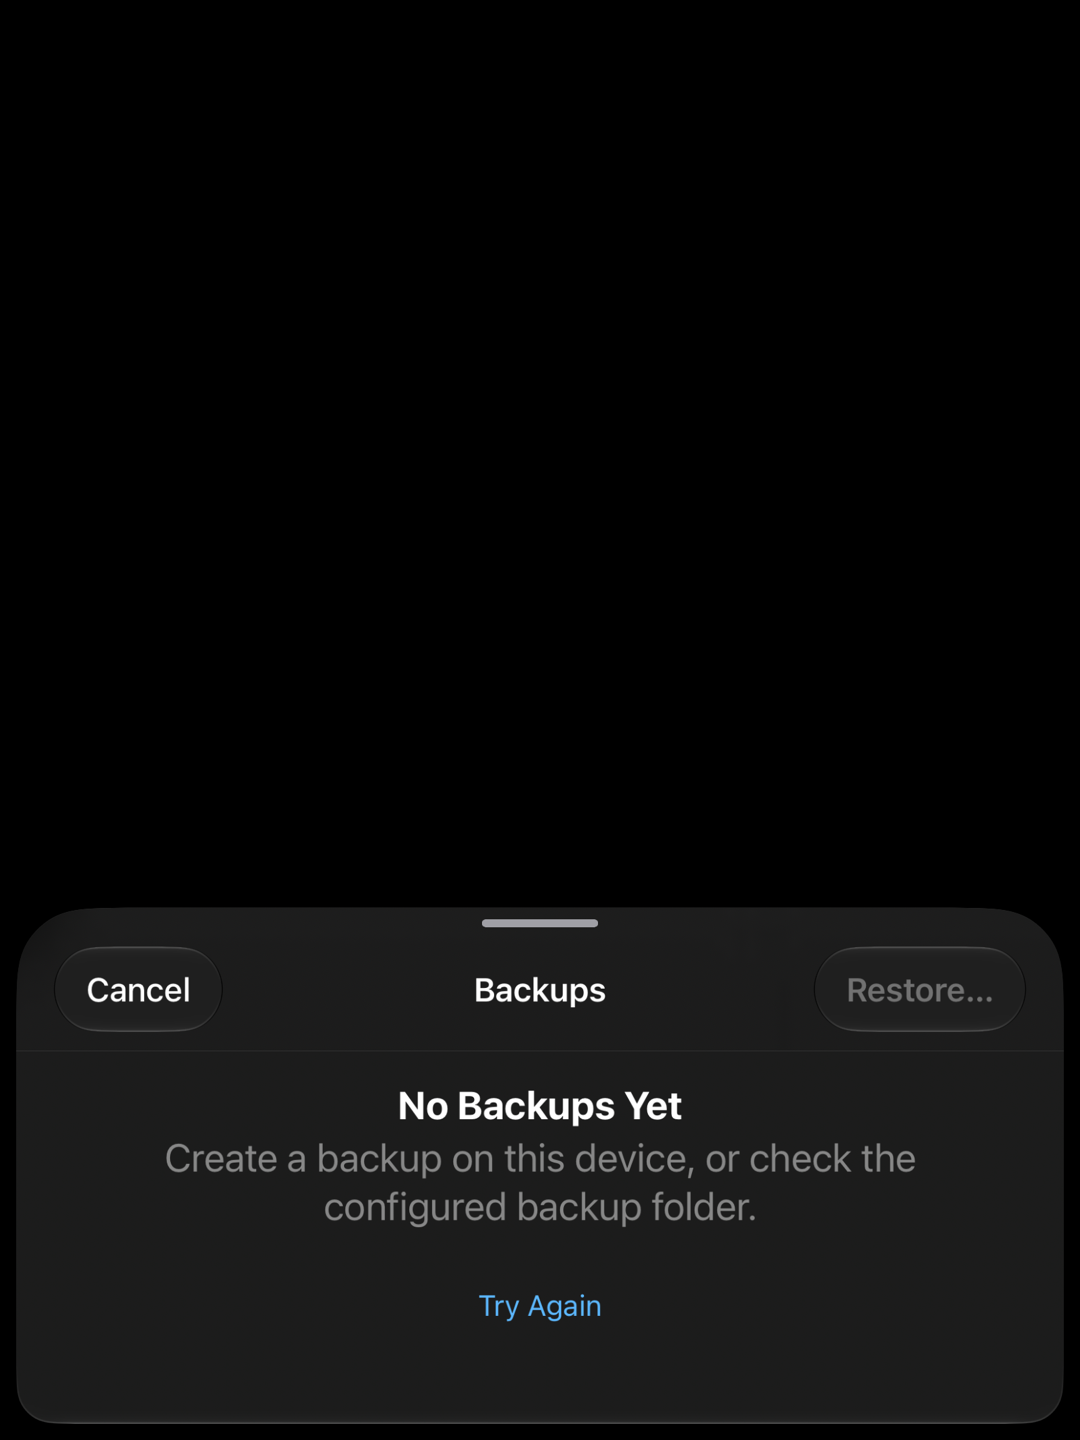 Cancel
Backups
Restore...
No Backups Yet
Create a backup on this device, or check the
configured backup folder.
Try Again